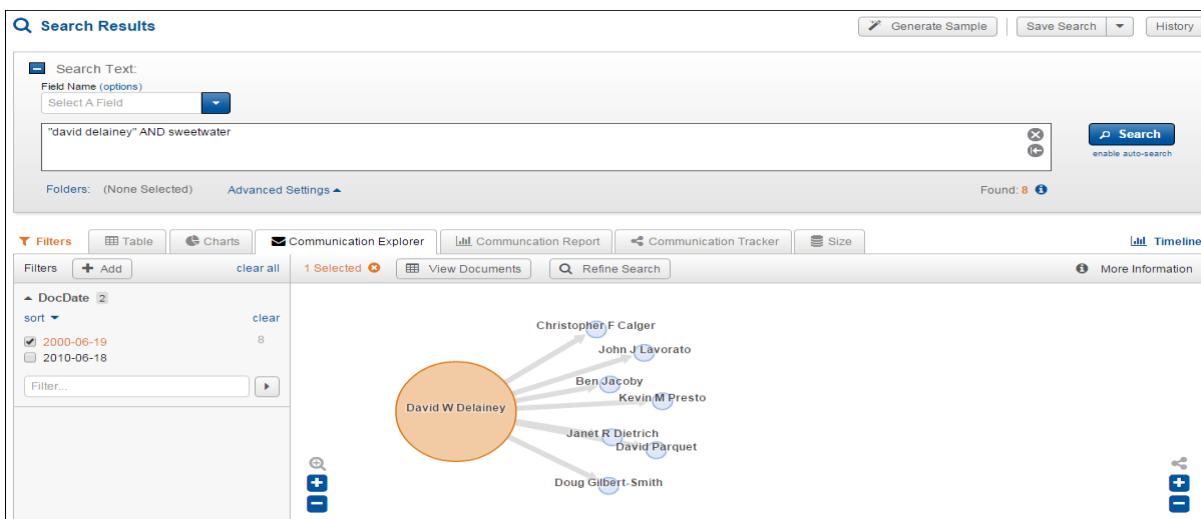 Search Results
Generate Sample
Save Search
History
Search Text:
Field Name (options)
Select A Field
"david delainey" AND sweetwater
Search
enable auto-search
Folders: (None Selected)
Advanced Settings
Found: 8
Filters
Table
Charts
Communication Explorer
Communcation Report
Communication Tracker
Size
Timeline
Filters
Add
clear all
1 Selected
View Documents
Refine Search
More Information
DocDate 2
sort
clear
2000-06-19 8
2010-06-18
Filter...
Christopher F Calger
John J Lavorato
Ben Jacoby
Kevin M Presto
David W Delainey
Janet R Dietrich
David Parquet
Doug Gilbert-Smith